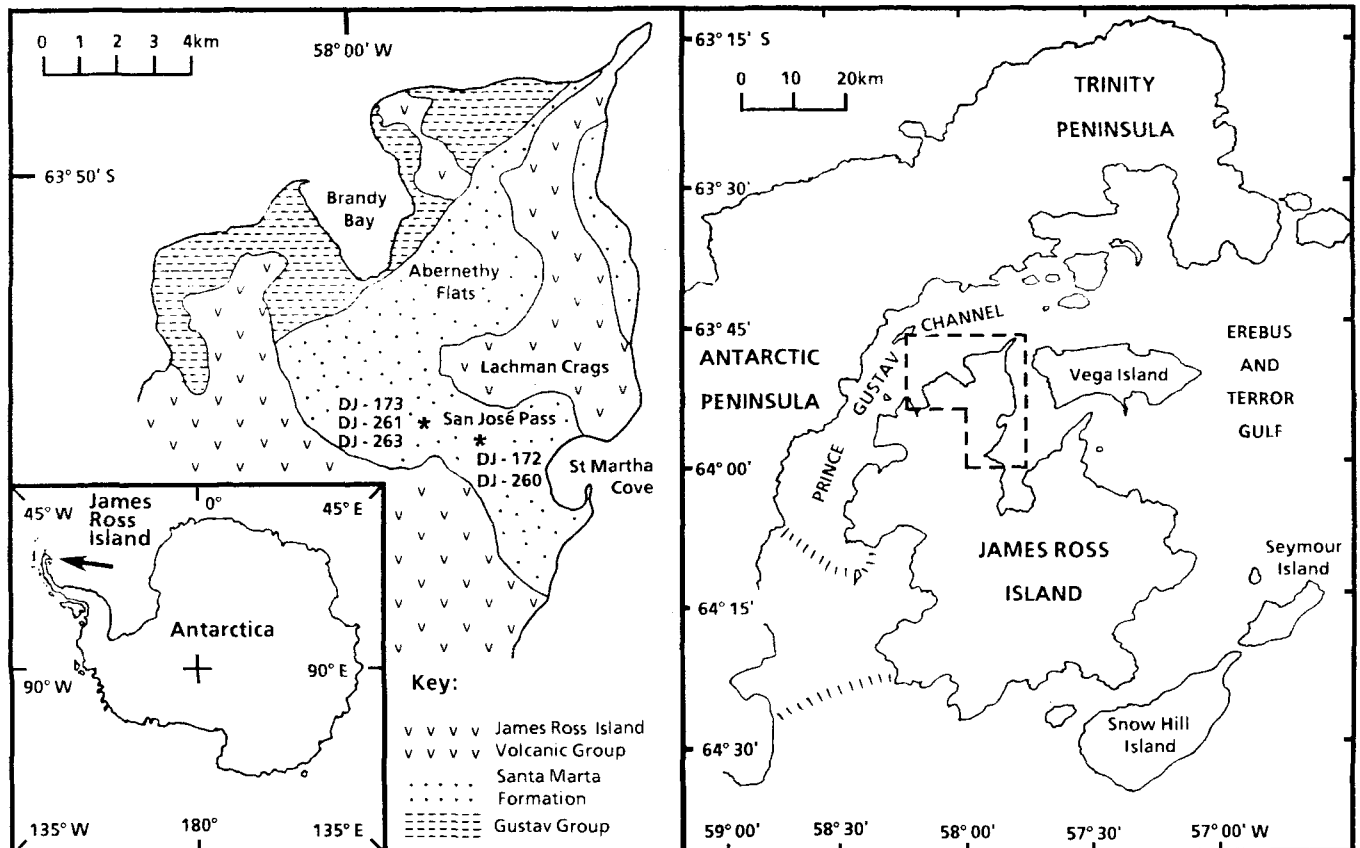 0 1 2 3 4km
58° 00' W
63° 50' S
Brandy
Bay
Abernethy
Flats
Lachman Crags
DJ - 173
DJ - 261 *
DJ - 263
San José Pass
*
DJ - 172
DJ - 260
St Martha
Cove
James
Ross
Island
45° W
0°
45° E
Antarctica
90° W
90° E
135° W
180°
135° E
Key:
James Ross Island
Volcanic Group
Santa Marta
Formation
Gustav Group
63° 15' S
0 10 20km
TRINITY
PENINSULA
63° 30'
63° 45'
ANTARCTIC
PENINSULA
PRINCE GUSTAV CHANNEL
Vega Island
EREBUS
AND
TERROR
GULF
64° 00'
JAMES ROSS
ISLAND
Seymour
Island
64° 15'
Snow Hill
Island
64° 30'
59° 00' 58° 30' 58° 00' 57° 30' 57° 00' W